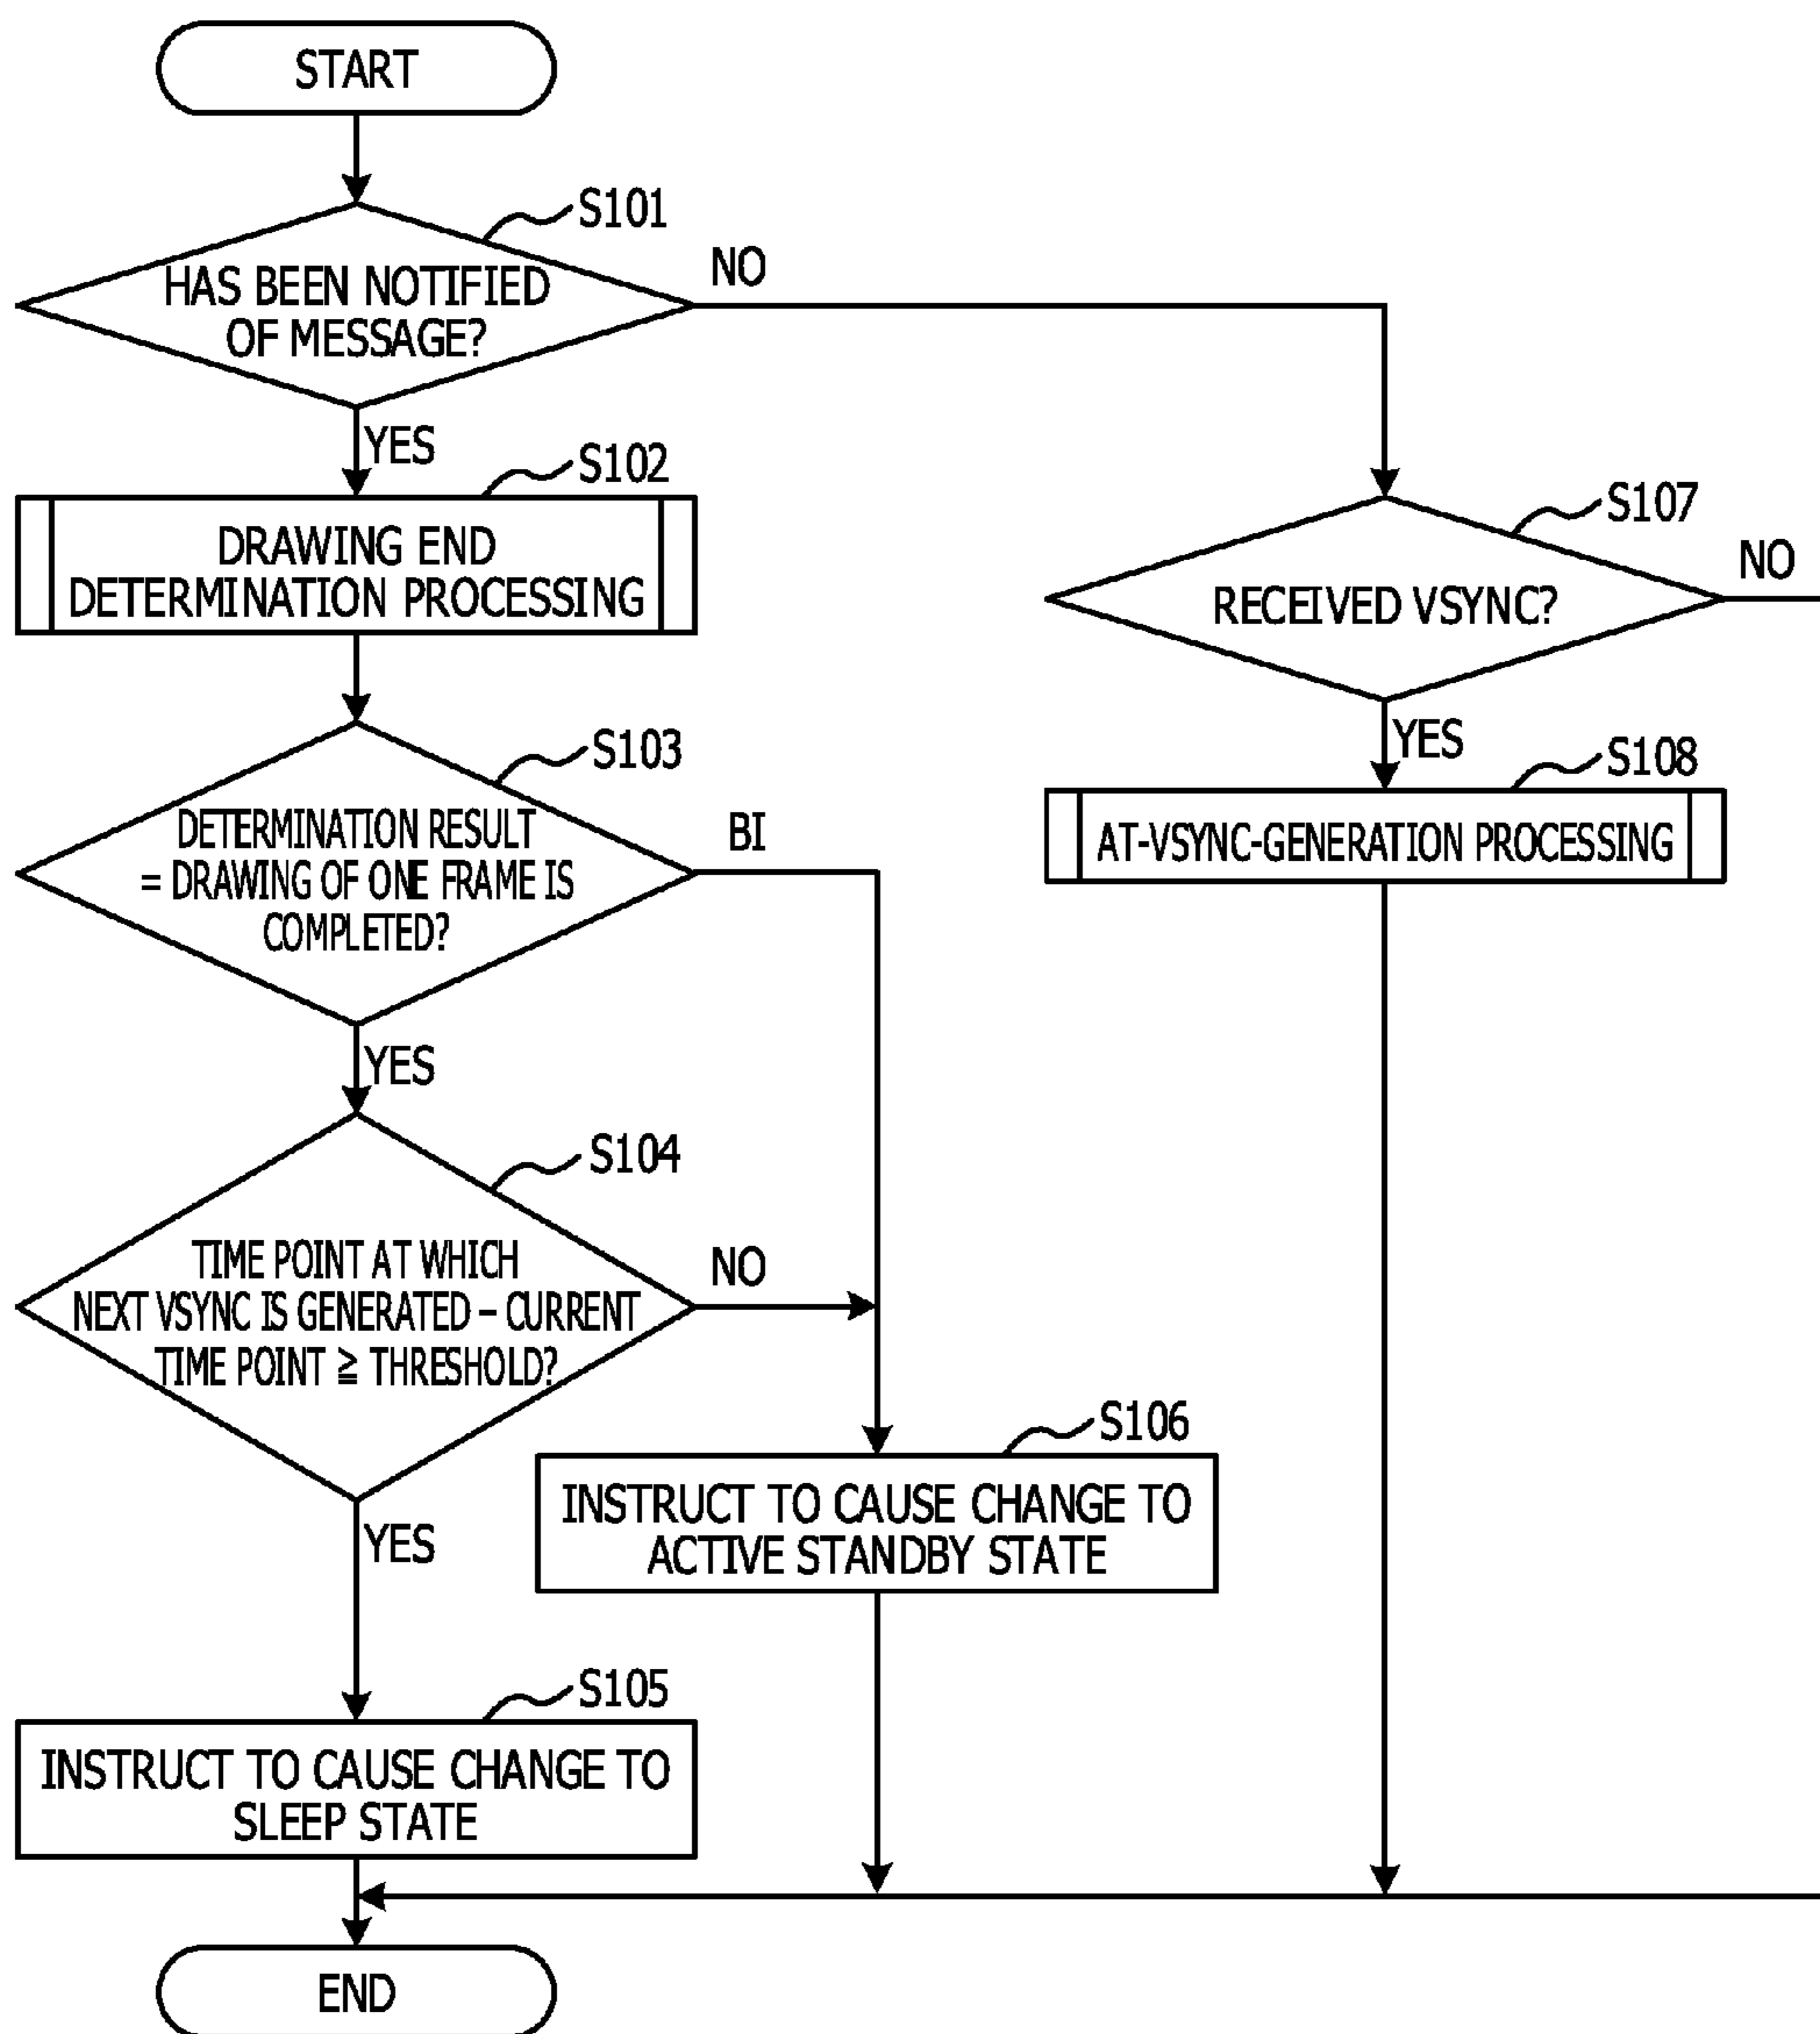 START
S101
HAS BEEN NOTIFIED
OF MESSAGE?
NO
YES
S102
DRAWING END
DETERMINATION PROCESSING
S107
RECEIVED VSYNC?
NO
YES
S103
DETERMINATION RESULT
= DRAWING OF ONE FRAME IS
COMPLETED?
BI
YES
S108
AT-VSYNC-GENERATION PROCESSING
S104
TIME POINT AT WHICH
NEXT VSYNC IS GENERATED – CURRENT
TIME POINT ≧ THRESHOLD?
NO
YES
S106
INSTRUCT TO CAUSE CHANGE TO
ACTIVE STANDBY STATE
S105
INSTRUCT TO CAUSE CHANGE TO
SLEEP STATE
END